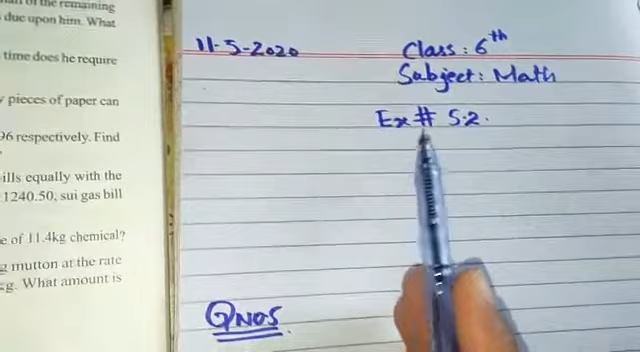 of the remaining
due upon him. What
time does he require
pieces of paper can
96 respectively. Find
ills equally with the
1240.50, sui gas bill
e of 11.4kg chemical?
g mutton at the rate
kg. What amount is
11-5-2020
Class: 6th
Subject: Math
Ex # 5.2.
QNO5.